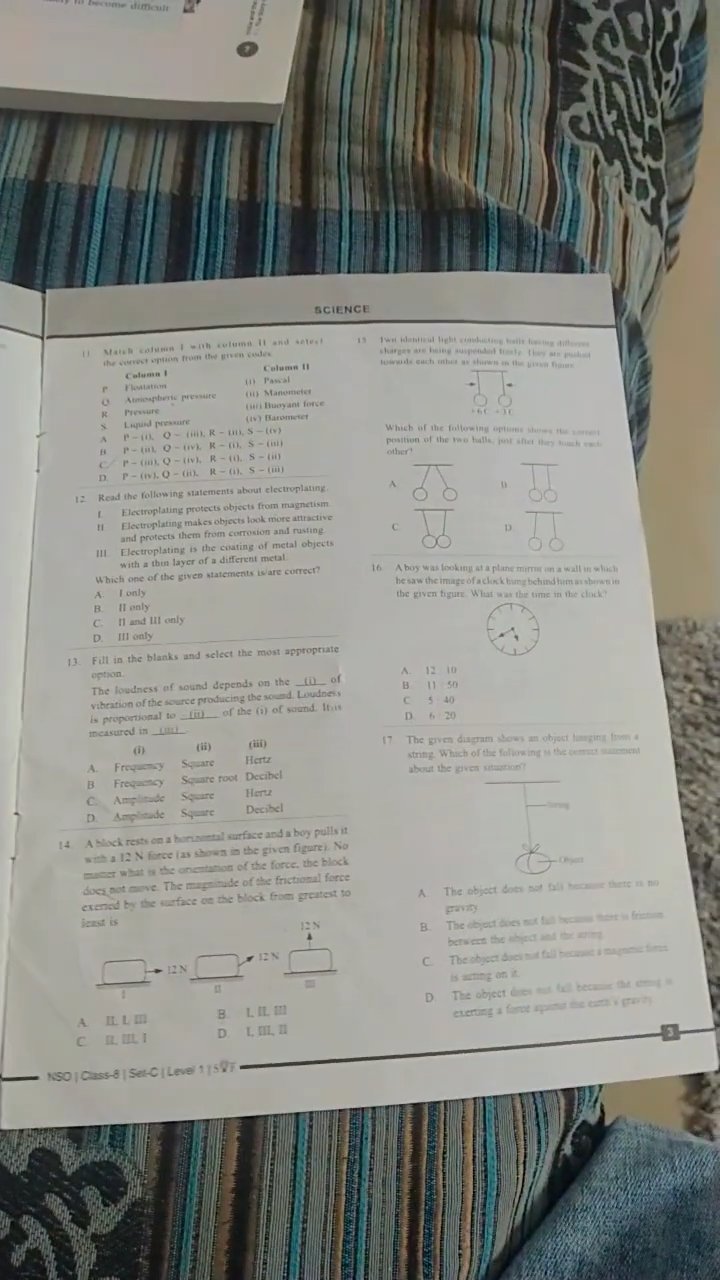 to become difficult
SCIENCE
11. Match column I with column II and select
the correct option from the given codes.
Column I Column II
P. Floatation (i) Pascal
Q. Atmospheric pressure (ii) Manometer
R. Pressure (iii) Buoyant force
S. Liquid pressure (iv) Barometer
A. P – (i), Q – (iii), R – (ii), S – (iv)
B. P – (ii), Q – (iv), R – (i), S – (iii)
C. P – (iii), Q – (iv), R – (i), S – (ii)
D. P – (iv), Q – (ii), R – (i), S – (iii)
12. Read the following statements about electroplating.
I. Electroplating protects objects from magnetism.
II. Electroplating makes objects look more attractive
and protects them from corrosion and rusting.
III. Electroplating is the coating of metal objects
with a thin layer of a different metal.
Which one of the given statements is/are correct?
A. I only
B. II only
C. II and III only
D. III only
13. Fill in the blanks and select the most appropriate
option.
The loudness of sound depends on the (i) of
vibration of the source producing the sound. Loudness
is proportional to (ii) of the (i) of sound. It is
measured in (iii).
(i) (ii) (iii)
A. Frequency Square Hertz
B. Frequency Square root Decibel
C. Amplitude Square Hertz
D. Amplitude Square Decibel
14. A block rests on a horizontal surface and a boy pulls it
with a 12 N force (as shown in the given figure). No
matter what is the orientation of the force, the block
does not move. The magnitude of the frictional force
exerted by the surface on the block from greatest to
least is
12 N
12 N
12 N
I
II
III
A. II, I, III B. I, II, III
C. II, III, I D. I, III, II
15. Two identical light conducting balls having different
charges are being suspended freely. They are pushed
towards each other as shown in the given figure.
+6C +3C
Which of the following options shows the correct
position of the two balls, just after they touch each
other?
A. B.
C. D.
16. A boy was looking at a plane mirror on a wall in which
he saw the image of a clock hung behind him as shown in
the given figure. What was the time in the clock?
A. 12 : 10
B. 11 : 50
C. 5 : 40
D. 6 : 20
17. The given diagram shows an object hanging from a
string. Which of the following is the correct statement
about the given situation?
String
Object
A. The object does not fall because there is no
gravity.
B. The object does not fall because there is friction
between the object and the string.
C. The object does not fall because a magnetic force
is acting on it.
D. The object does not fall because the string is
exerting a force against the earth's gravity.
3
NSO | Class-8 | Set-C | Level 1 | SOF